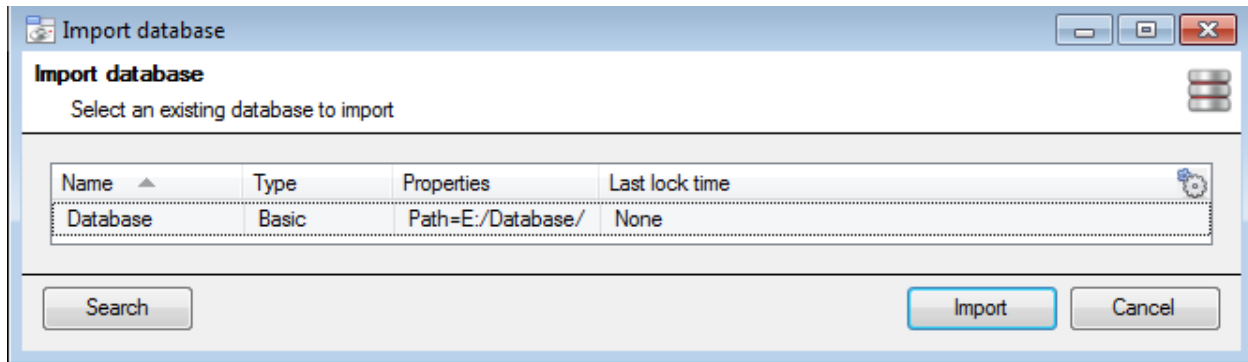 Import database
Import database
Select an existing database to import
Name Type Properties Last lock time
Database Basic Path=E:/Database/ None
Search Import Cancel